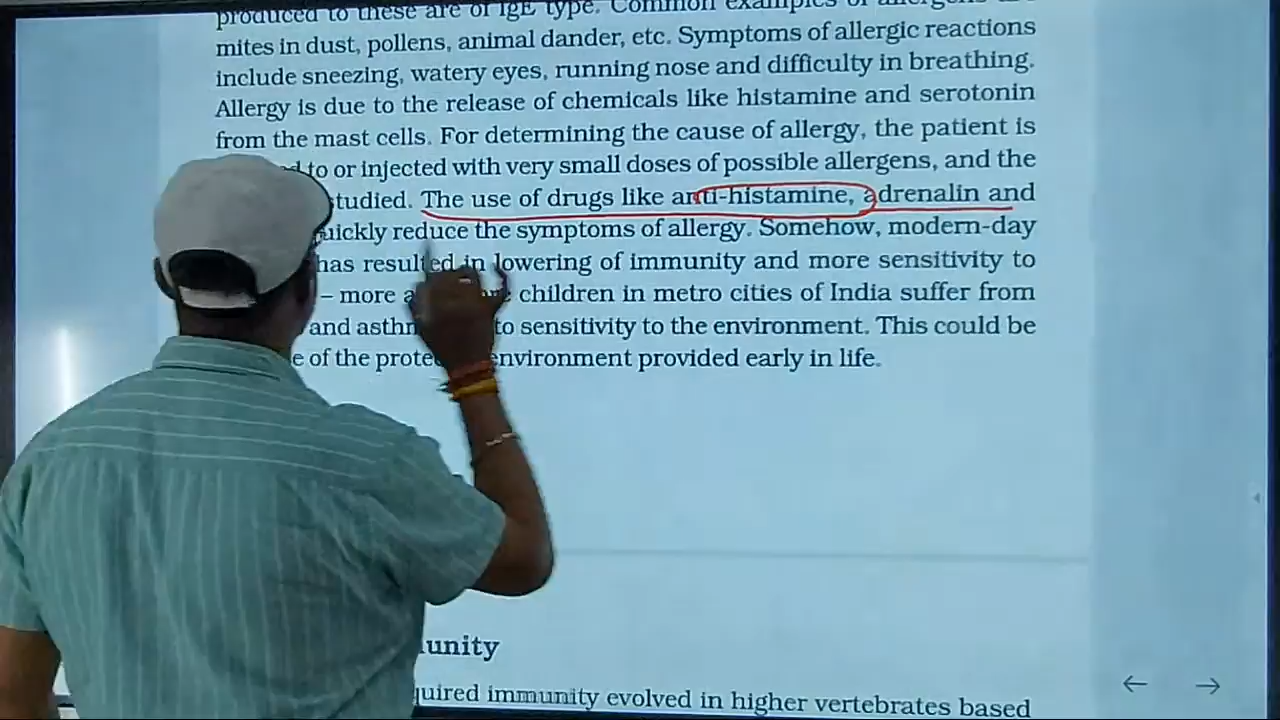 produced to these are of IgE type. Common examples of allergens are
mites in dust, pollens, animal dander, etc. Symptoms of allergic reactions
include sneezing, watery eyes, running nose and difficulty in breathing.
Allergy is due to the release of chemicals like histamine and serotonin
from the mast cells. For determining the cause of allergy, the patient is
to or injected with very small doses of possible allergens, and the
studied. The use of drugs like anti-histamine, adrenalin and
quickly reduce the symptoms of allergy. Somehow, modern-day
has resulted in lowering of immunity and more sensitivity to
– more children in metro cities of India suffer from
and to sensitivity to the environment. This could be
of the environment provided early in life.
quired immunity evolved in higher vertebrates based